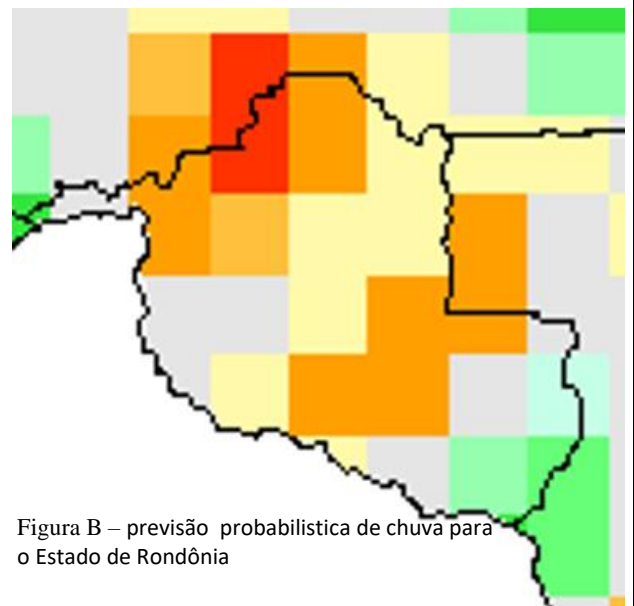 Figura B – previsão probabilistica de chuva para
o Estado de Rondônia